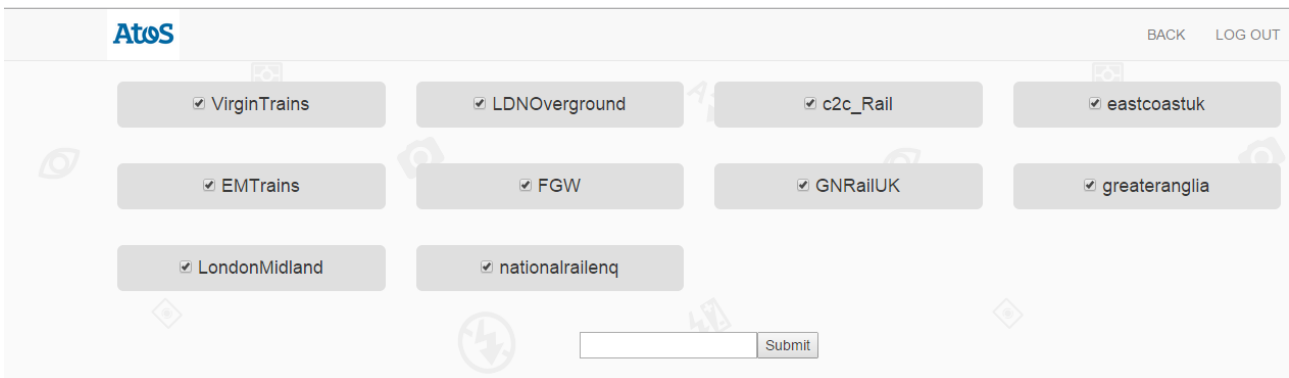 Atos BACK LOG OUT
VirginTrains LDNOverground c2c_Rail eastcoastuk
EMTrains FGW GNRailUK greateranglia
LondonMidland nationalrailenq
Submit